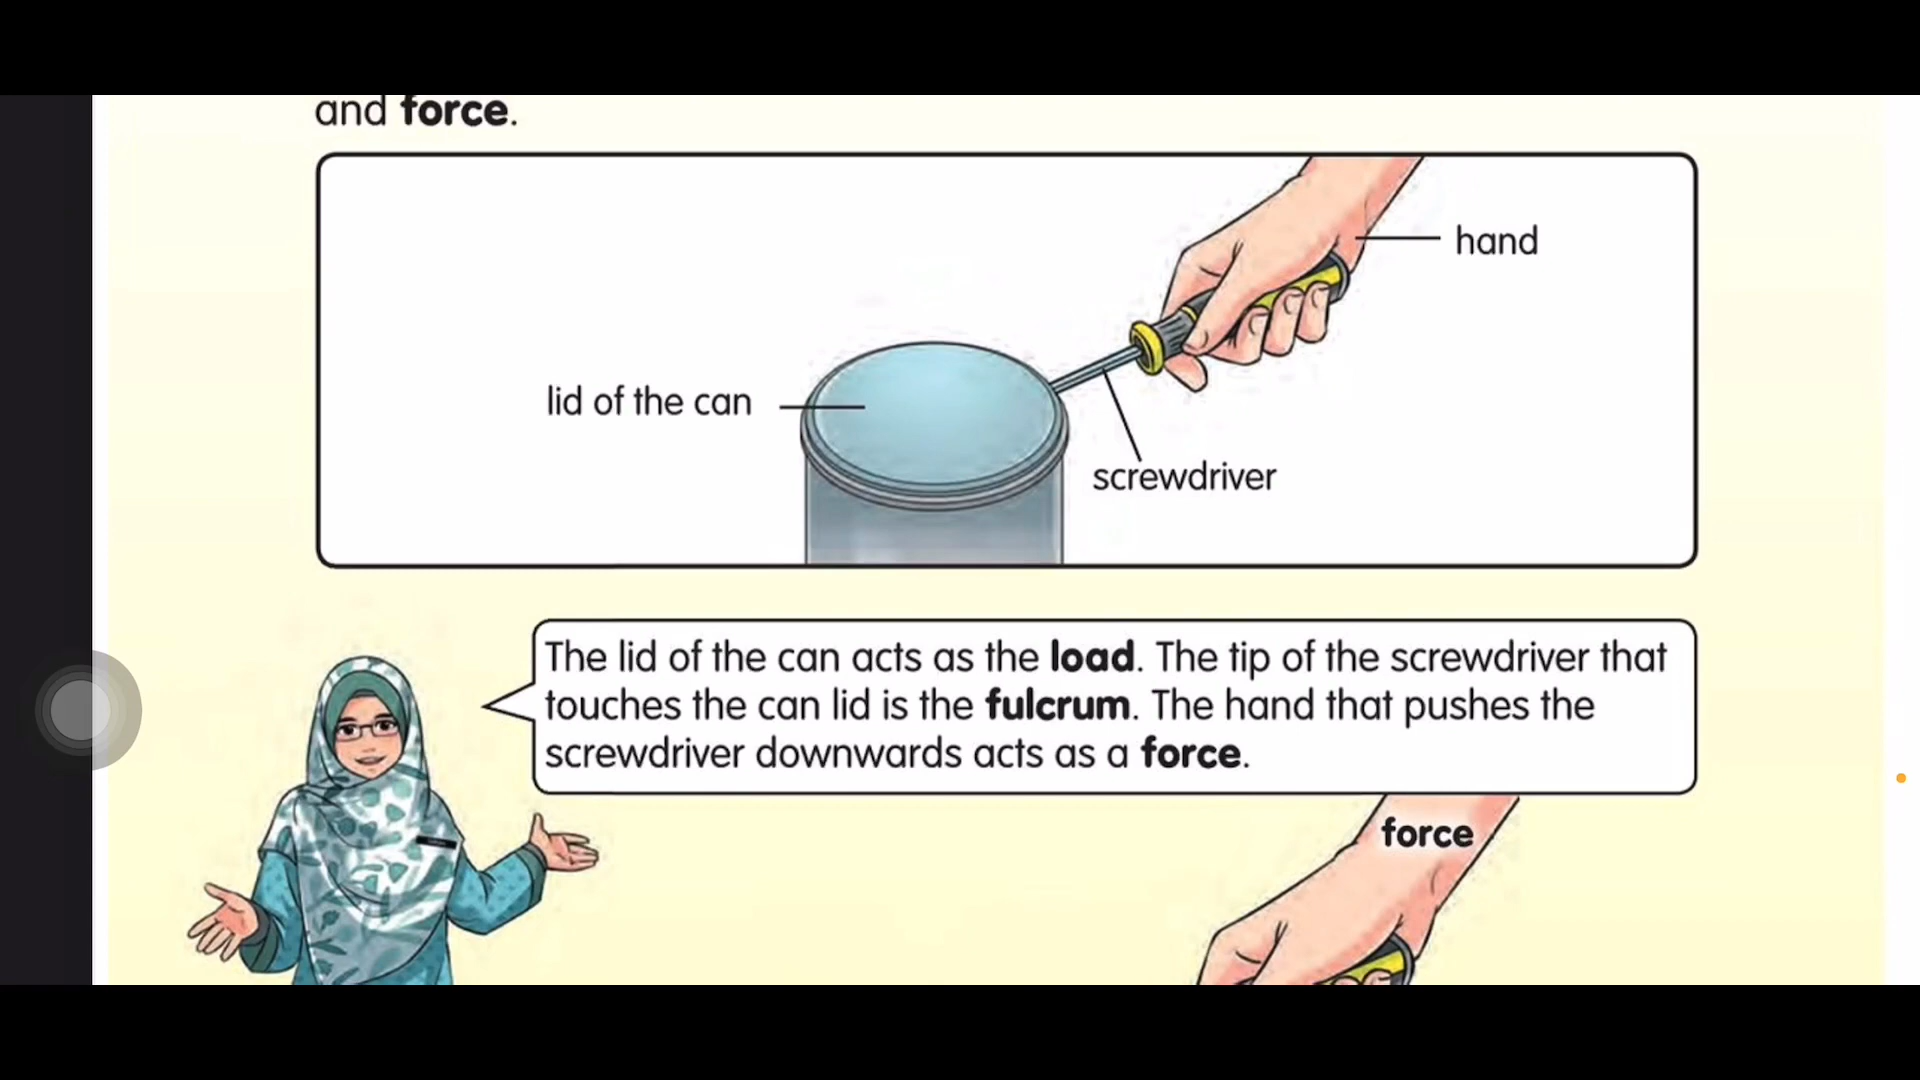 and force.
hand
lid of the can
screwdriver
The lid of the can acts as the load. The tip of the screwdriver that
touches the can lid is the fulcrum. The hand that pushes the
screwdriver downwards acts as a force.
force